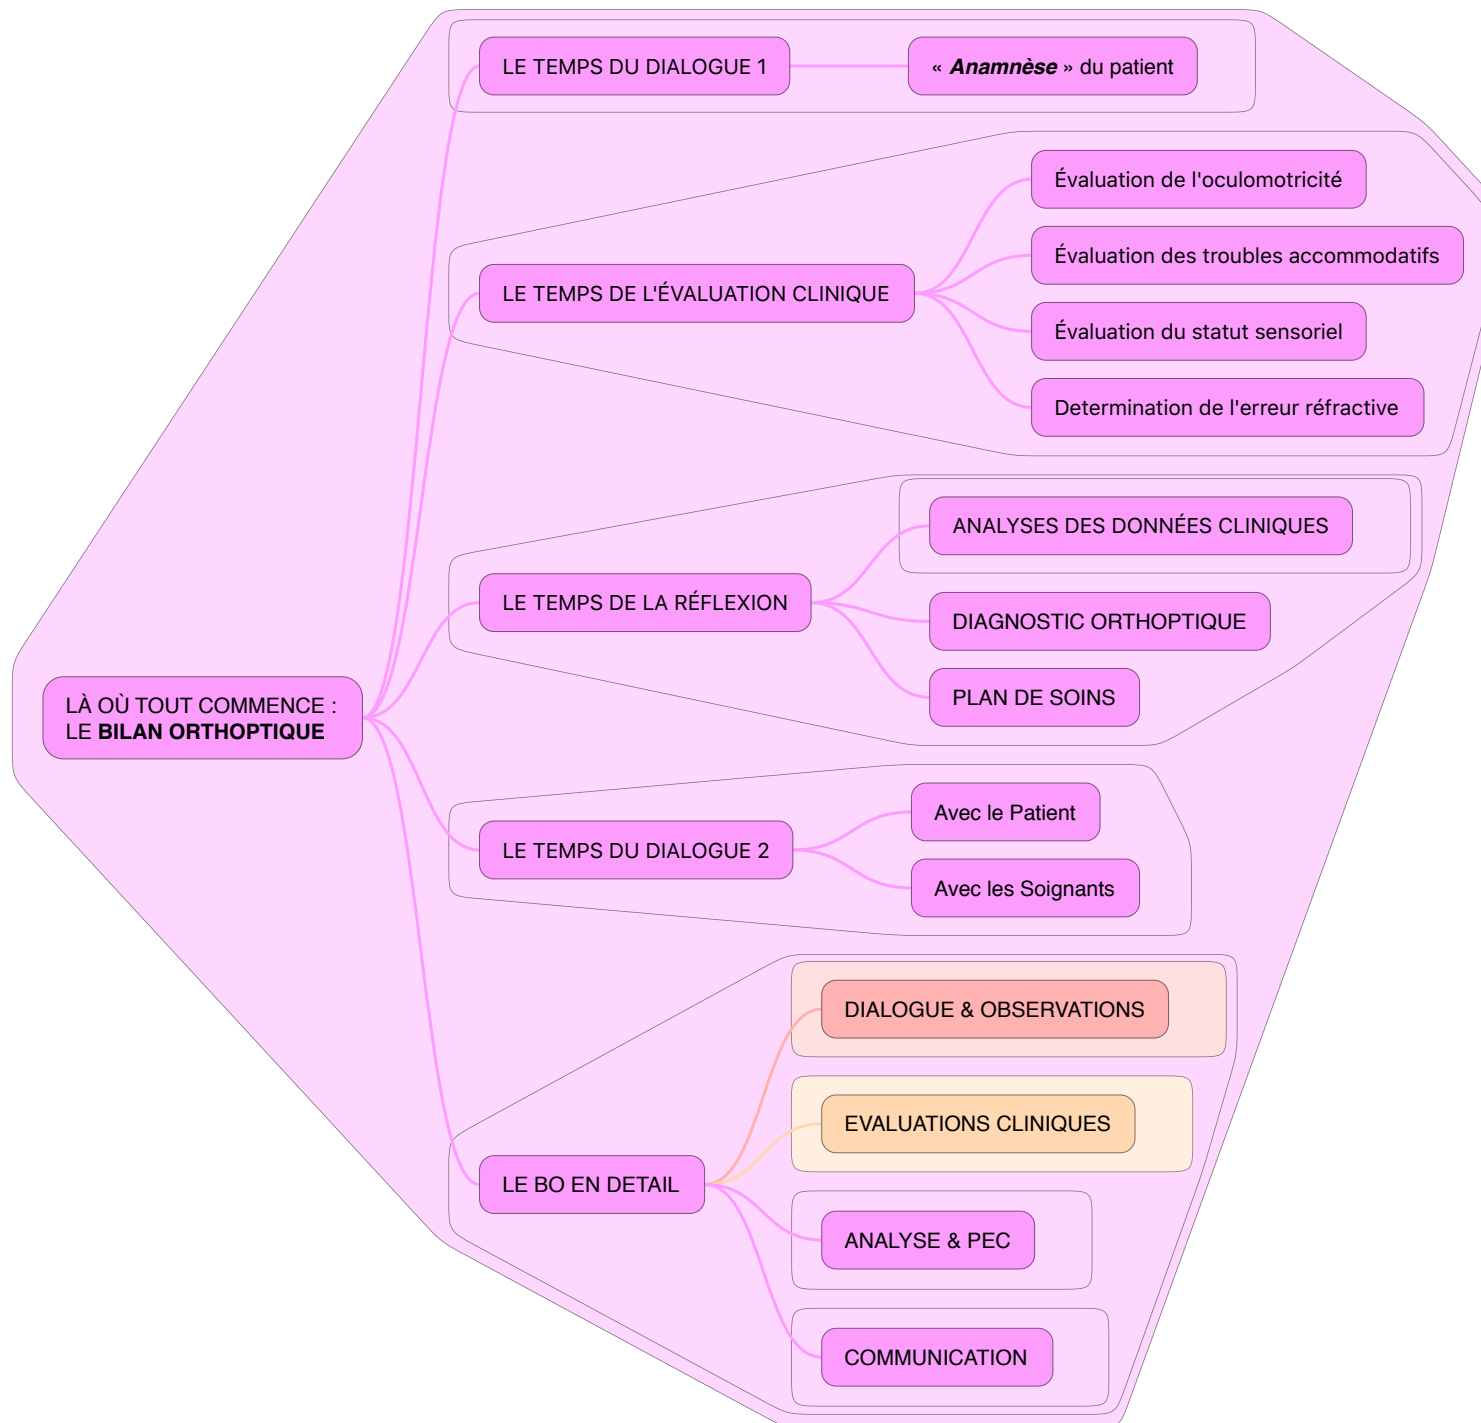 LÀ OÙ TOUT COMMENCE :
LE BILAN ORTHOPTIQUE
LE TEMPS DU DIALOGUE 1
« Anamnèse » du patient
LE TEMPS DE L'ÉVALUATION CLINIQUE
Évaluation de l'oculomotricité
Évaluation des troubles accommodatifs
Évaluation du statut sensoriel
Determination de l'erreur réfractive
LE TEMPS DE LA RÉFLEXION
ANALYSES DES DONNÉES CLINIQUES
DIAGNOSTIC ORTHOPTIQUE
PLAN DE SOINS
LE TEMPS DU DIALOGUE 2
Avec le Patient
Avec les Soignants
LE BO EN DETAIL
DIALOGUE & OBSERVATIONS
EVALUATIONS CLINIQUES
ANALYSE & PEC
COMMUNICATION